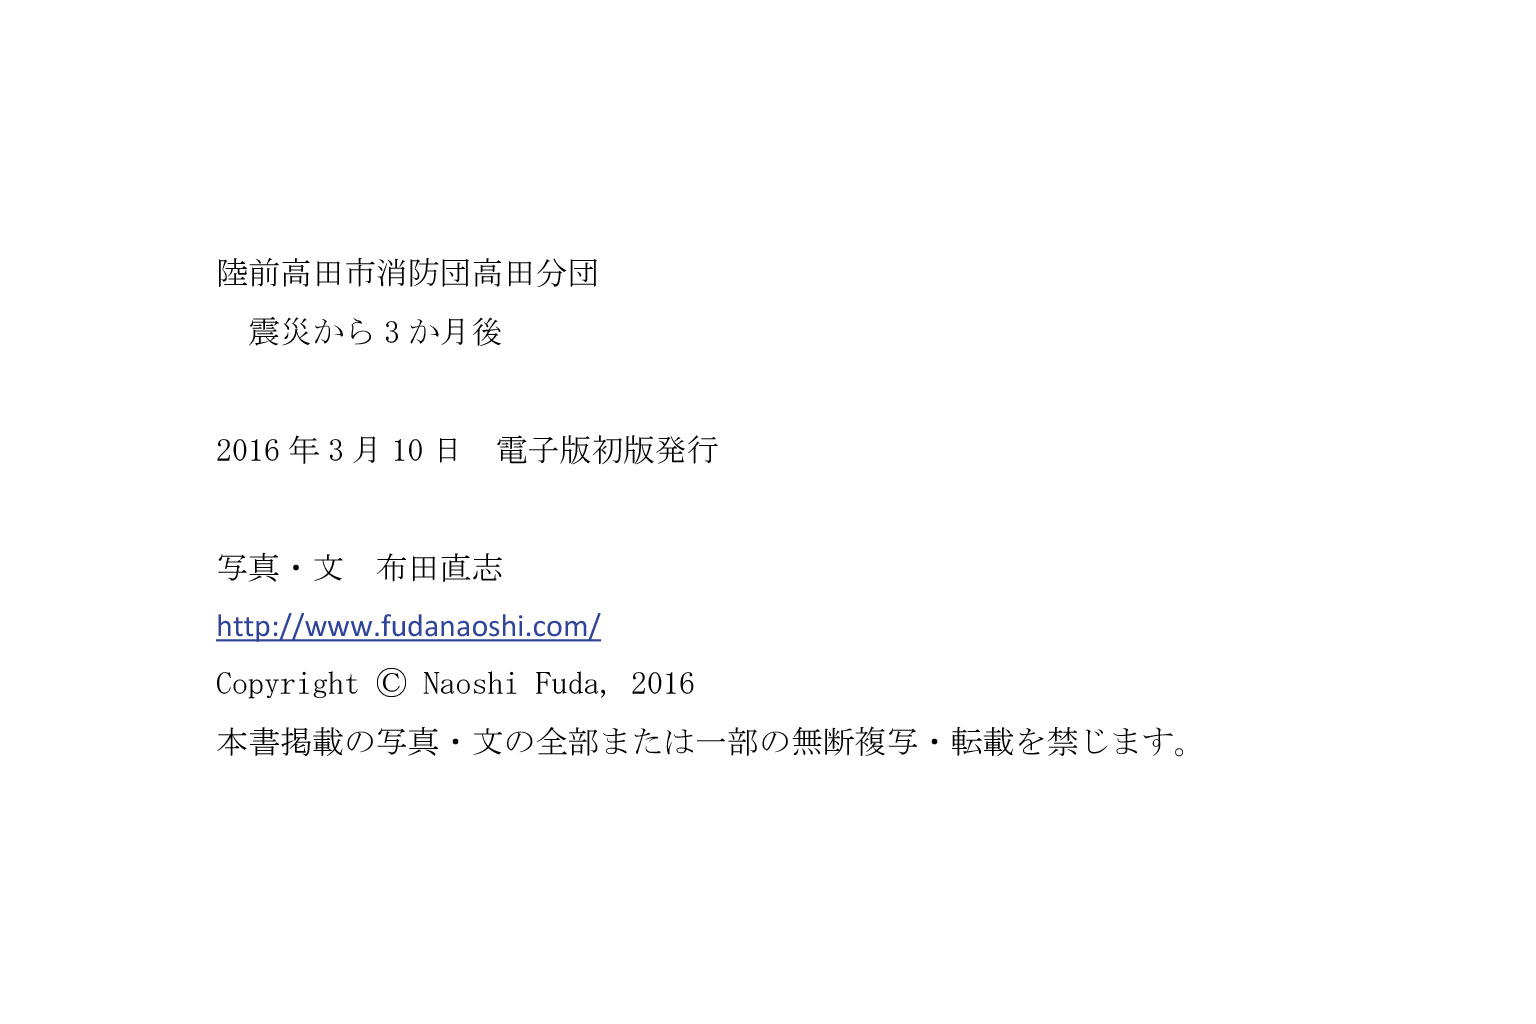 陸前高田市消防団高田分団
　震災から3か月後
2016年3月10日　電子版初版発行
写真・文　布田直志
http://www.fudanaoshi.com/
Copyright Ⓒ Naoshi Fuda, 2016
本書掲載の写真・文の全部または一部の無断複写・転載を禁じます。